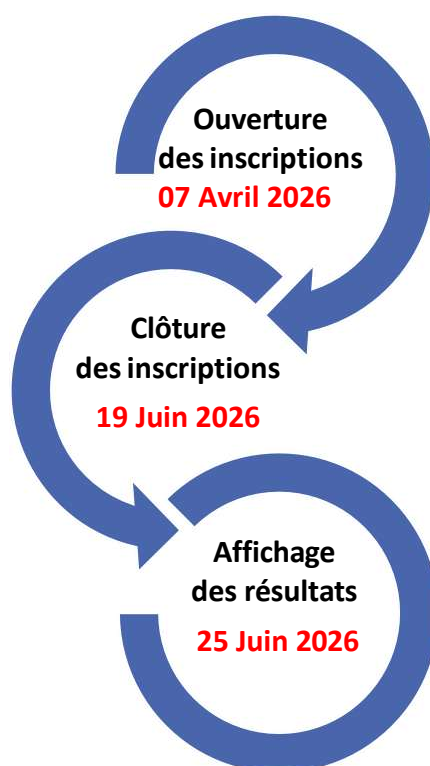 Ouverture
des inscriptions
07 Avril 2026
Clôture
des inscriptions
19 Juin 2026
Affichage
des résultats
25 Juin 2026